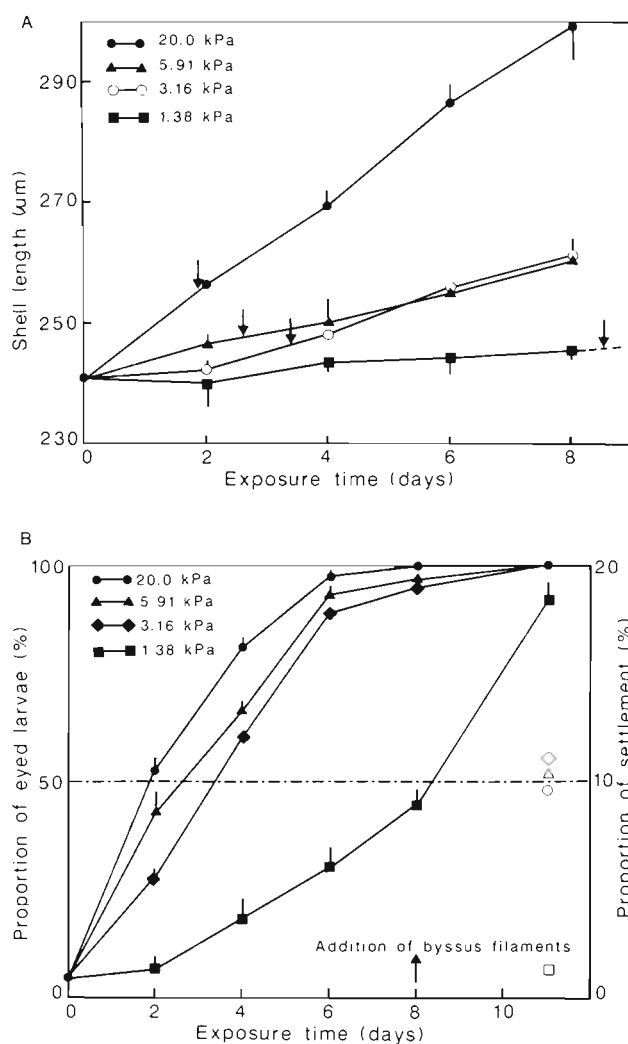 A
20.0 kPa
5.91 kPa
3.16 kPa
1.38 kPa
290
270
250
230
Shell length (μm)
0 2 4 6 8
Exposure time (days)
B
20.0 kPa
5 91 kPa
3.16 kPa
1.38 kPa
100
50
0
Proportion of eyed larvae (%)
20
10
0
Proportion of settlement (%)
Addition of byssus filaments
0 2 4 6 8 10
Exposure time (days)